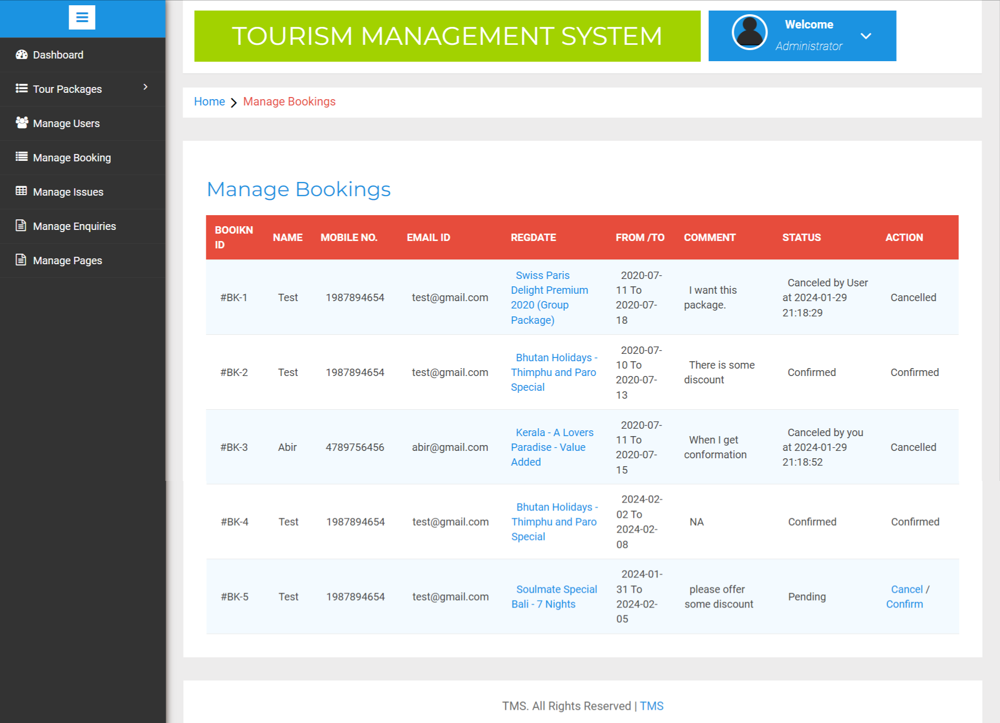 TOURISM MANAGEMENT SYSTEM
Welcome
Administrator
Dashboard
Tour Packages
Manage Users
Manage Booking
Manage Issues
Manage Enquiries
Manage Pages
Home Manage Bookings
Manage Bookings
BOOIKN
ID
NAME
MOBILE NO.
EMAIL ID
REGDATE
FROM /TO
COMMENT
STATUS
ACTION
#BK-1
Test
1987894654
test@gmail.com
Swiss Paris
Delight Premium
2020 (Group
Package)
2020-07-
11 To
2020-07-
18
I want this
package.
Canceled by User
at 2024-01-29
21:18:29
Cancelled
#BK-2
Test
1987894654
test@gmail.com
Bhutan Holidays -
Thimphu and Paro
Special
2020-07-
10 To
2020-07-
13
There is some
discount
Confirmed
Confirmed
#BK-3
Abir
4789756456
abir@gmail.com
Kerala - A Lovers
Paradise - Value
Added
2020-07-
11 To
2020-07-
15
When I get
conformation
Canceled by you
at 2024-01-29
21:18:52
Cancelled
#BK-4
Test
1987894654
test@gmail.com
Bhutan Holidays -
Thimphu and Paro
Special
2024-02-
02 To
2024-02-
08
NA
Confirmed
Confirmed
#BK-5
Test
1987894654
test@gmail.com
Soulmate Special
Bali - 7 Nights
2024-01-
31 To
2024-02-
05
please offer
some discount
Pending
Cancel /
Confirm
TMS. All Rights Reserved | TMS